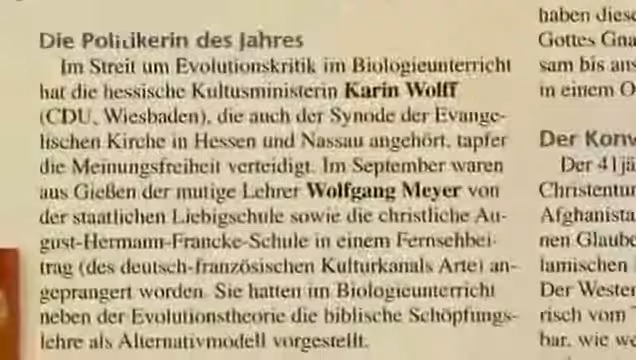 Die Politikerin des Jahres
Im Streit um Evolutionskritik im Biologieunterricht
hat die hessische Kultusministerin Karin Wolff
(CDU, Wiesbaden), die auch der Synode der Evange-
lischen Kirche in Hessen und Nassau angehört, tapfer
die Meinungsfreiheit verteidigt. Im September waren
aus Gießen der mutige Lehrer Wolfgang Meyer von
der staatlichen Liebigschule sowie die christliche Au-
gust-Hermann-Francke-Schule in einem Fernsehbei-
trag (des deutsch-französischen Kulturkanals Arte) an-
geprangert worden. Sie hatten im Biologieunterricht
neben der Evolutionstheorie die biblische Schöpfungs-
lehre als Alternativmodell vorgestellt.
haben diese
Gottes Gna
sam bis ans
in einem O
Der Konv
Der 41jä
Christentum
Afghanista
nen Glaube
lamischen
Der Wester
risch vom
bar, wie we